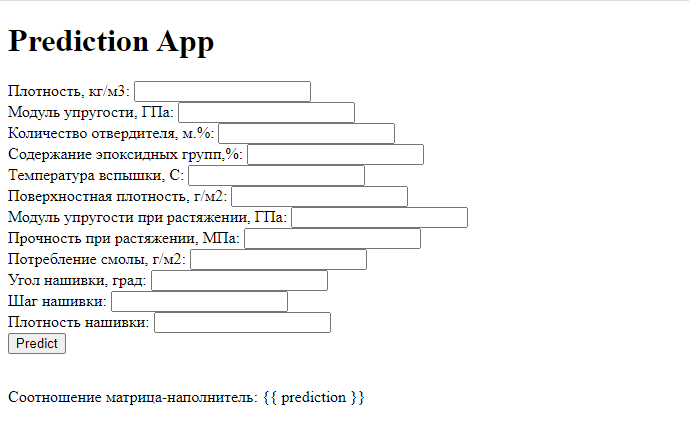 Prediction App
Плотность, кг/м3:
Модуль упругости, ГПа:
Количество отвердителя, м.%:
Содержание эпоксидных групп,%:
Температура вспышки, С:
Поверхностная плотность, г/м2:
Модуль упругости при растяжении, ГПа:
Прочность при растяжении, МПа:
Потребление смолы, г/м2:
Угол нашивки, град:
Шаг нашивки:
Плотность нашивки:
Predict
Соотношение матрица-наполнитель: {{ prediction }}